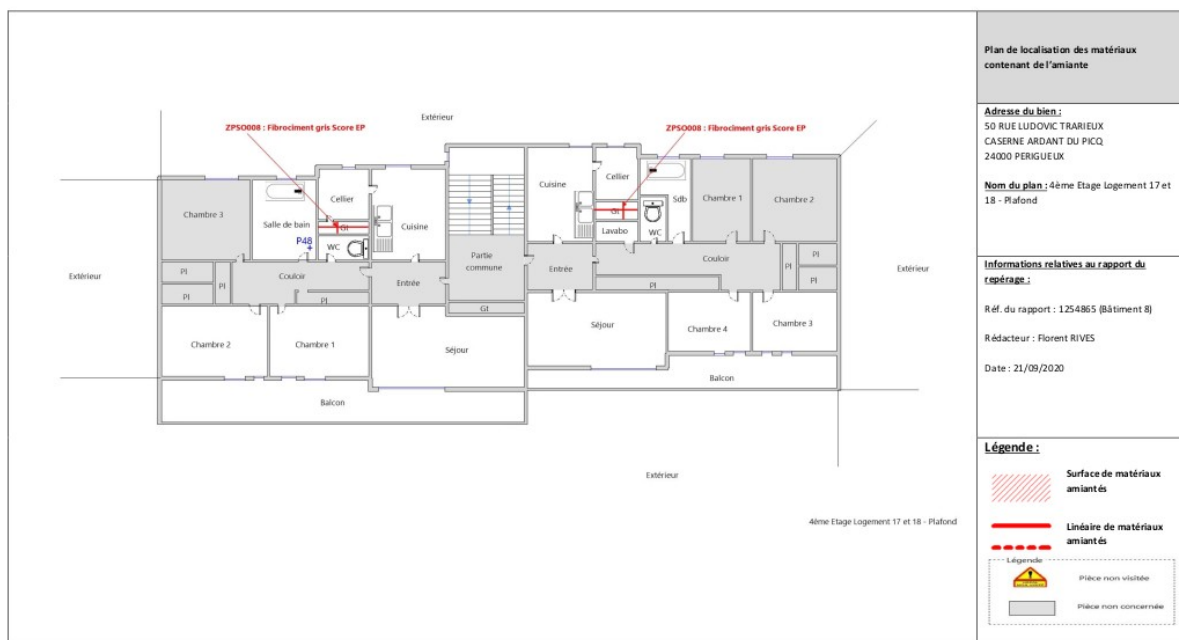 Plan de localisation des matériaux
contenant de l'amiante
Adresse du bien :
50 RUE LUDOVIC TRARIEUX
CASERNE ARDANT DU PICQ
24000 PERIGUEUX
Nom du plan : 4ème Etage Logement 17 et
18 - Plafond
Informations relatives au rapport du
repérage :
Réf. du rapport : 1254865 (Bâtiment 8)
Rédacteur : Florent RIVES
Date : 21/09/2020
Légende :
Surface de matériaux
amiantés
Linéaire de matériaux
amiantés
Légende
Pièce non visitée
Pièce non concernée
Extérieur
ZPSO008 : Fibrociment gris Score EP
ZPSO008 : Fibrociment gris Score EP
Cuisine
Cellier
Sdb
Chambre 1
Chambre 2
Gt
Lavabo
WC
Chambre 3
Salle de bain
Cellier
Gt
Cuisine
P48
WC
Partie
commune
Couloir
Entrée
Extérieur
Pl
Pl
Pl
Couloir
Pl
Entrée
Gt
Pl
Pl
Pl
Pl
Extérieur
Chambre 2
Chambre 1
Séjour
Séjour
Chambre 4
Chambre 3
Balcon
Balcon
Extérieur
4ème Etage Logement 17 et 18 - Plafond